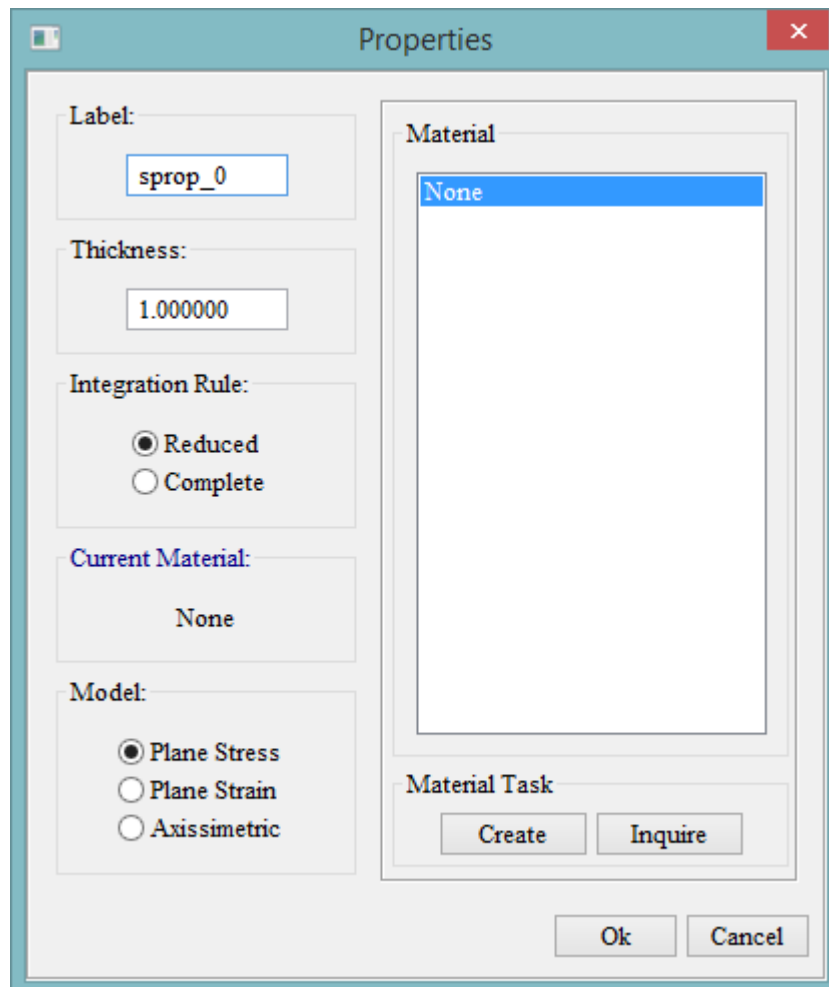 Properties
Label:
sprop_0
Thickness:
1.000000
Integration Rule:
Reduced
Complete
Current Material:
None
Model:
Plane Stress
Plane Strain
Axissimetric
Material
None
Material Task
Create Inquire
Ok Cancel